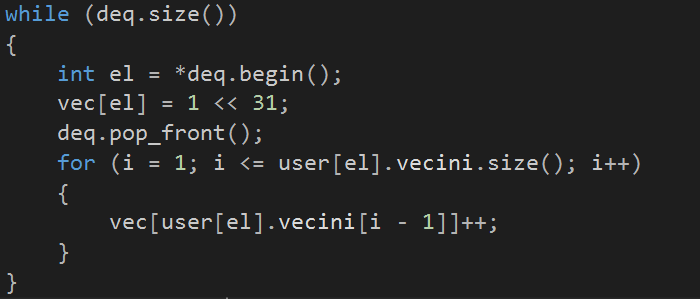 while (deq.size())
{
    int el = *deq.begin();
    vec[el] = 1 << 31;
    deq.pop_front();
    for (i = 1; i <= user[el].vecini.size(); i++)
    {
        vec[user[el].vecini[i - 1]]++;
    }
}